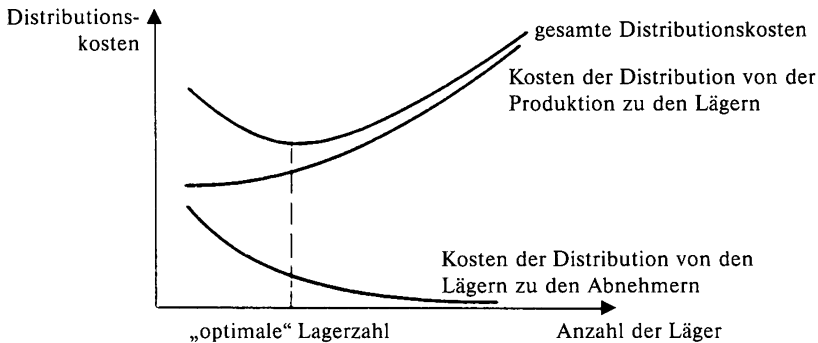 Distributions-
kosten
gesamte Distributionskosten
Kosten der Distribution von der
Produktion zu den Lägern
Kosten der Distribution von den
Lägern zu den Abnehmern
„optimale“ Lagerzahl
Anzahl der Läger